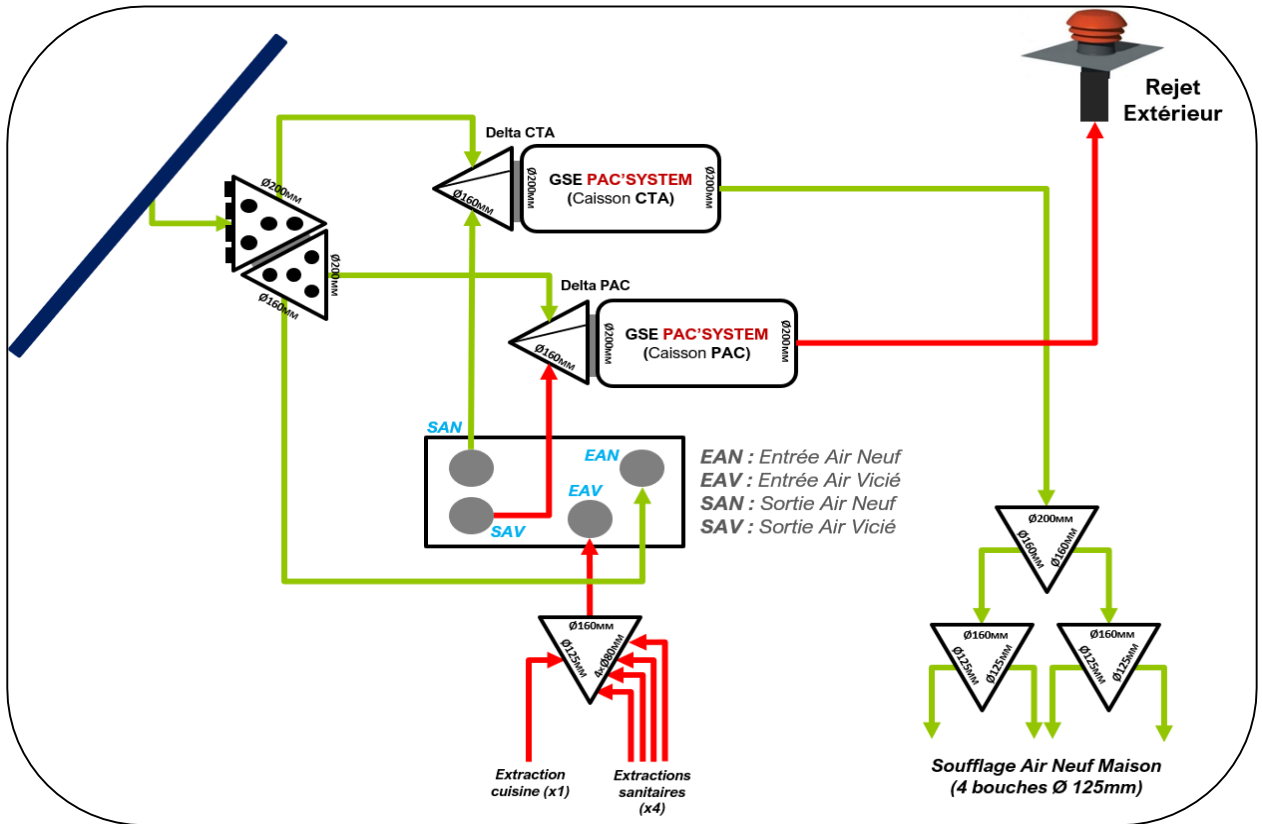 Rejet
Extérieur
Delta CTA
Ø200MM
Ø160MM
Ø200MM
GSE PAC'SYSTEM
(Caisson CTA)
Ø200MM
Ø200MM
Ø160MM
Delta PAC
Ø160MM
Ø200MM
GSE PAC'SYSTEM
(Caisson PAC)
Ø200MM
SAN
EAN
EAV
SAV
EAN : Entrée Air Neuf
EAV : Entrée Air Vicié
SAN : Sortie Air Neuf
SAV : Sortie Air Vicié
Ø200MM
Ø160MM
Ø160MM
Ø160MM
Ø125MM
4xØ80MM
Ø160MM
Ø125MM
Ø125MM
Ø160MM
Ø125MM
Ø125MM
Extraction
cuisine (x1)
Extractions
sanitaires
(x4)
Soufflage Air Neuf Maison
(4 bouches Ø 125mm)